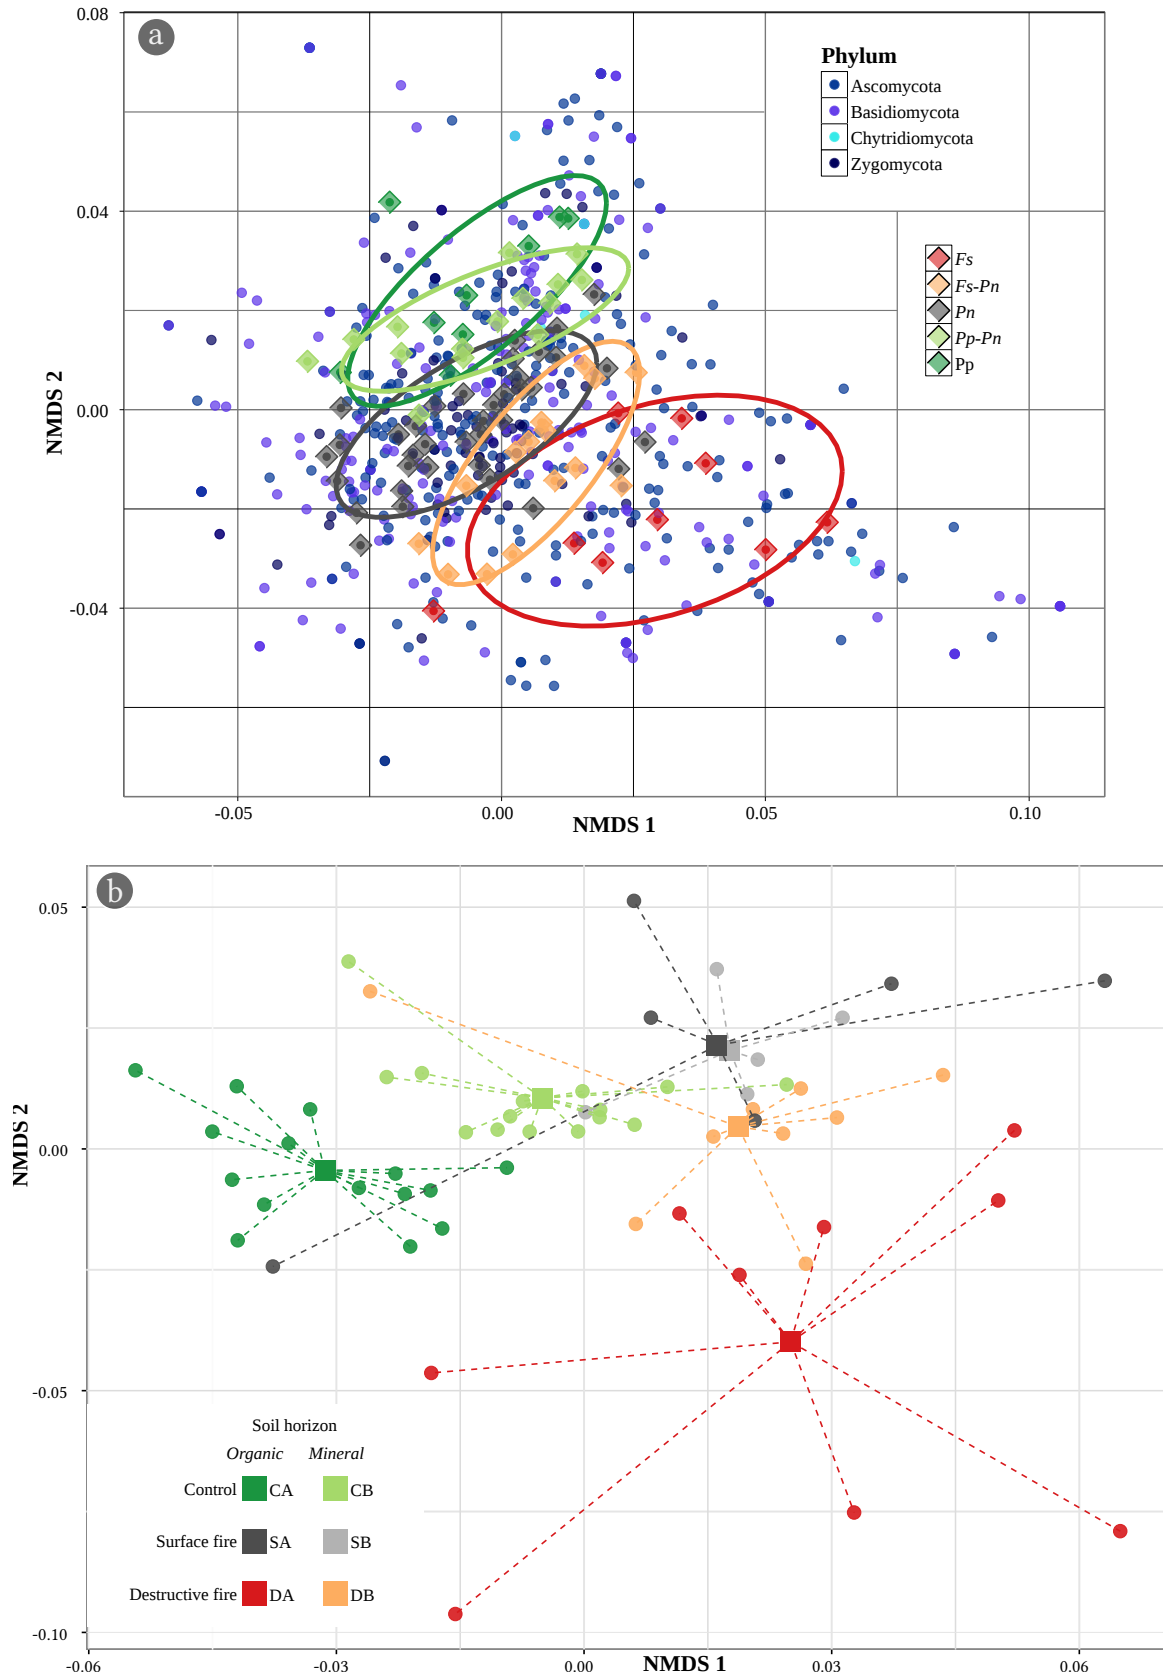 a
0.08
0.04
0.00
-0.04
NMDS 2
Phylum
Ascomycota
Basidiomycota
Chytridiomycota
Zygomycota
Fs
Fs-Pn
Pn
Pp-Pn
Pp
-0.05
0.00
0.05
0.10
NMDS 1
b
0.05
0.00
-0.05
-0.10
NMDS 2
Soil horizon
Organic Mineral
Control CA CB
Surface fire SA SB
Destructive fire DA DB
-0.06
-0.03
0.00
0.03
0.06
NMDS 1